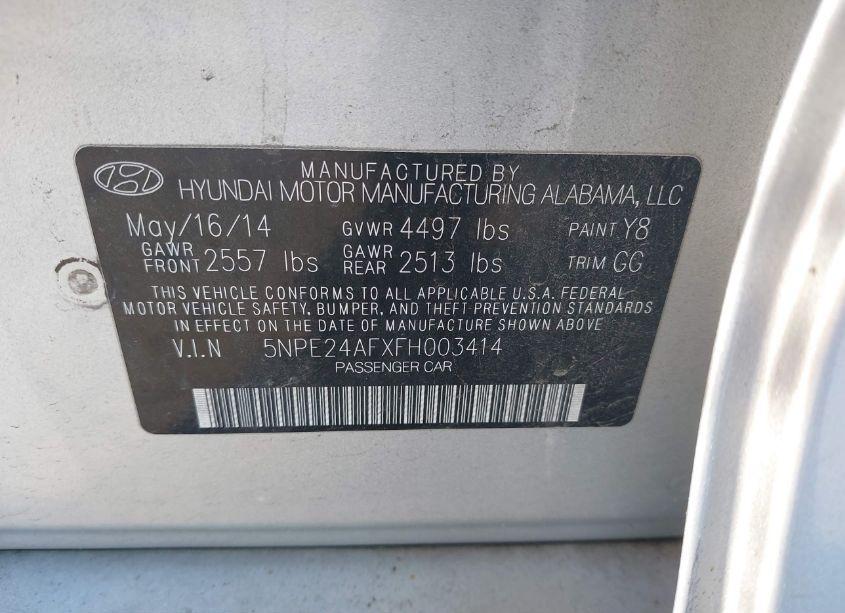 MANUFACTURED BY
HYUNDAI MOTOR MANUFACTURING ALABAMA, LLC
May/16/14 GVWR 4497 lbs PAINT Y8
GAWR FRONT 2557 lbs GAWR REAR 2513 lbs TRIM GG
THIS VEHICLE CONFORMS TO ALL APPLICABLE U.S.A. FEDERAL
MOTOR VEHICLE SAFETY, BUMPER, AND THEFT PREVENTION STANDARDS
IN EFFECT ON THE DATE OF MANUFACTURE SHOWN ABOVE
V.I.N 5NPE24AFXFH003414
PASSENGER CAR